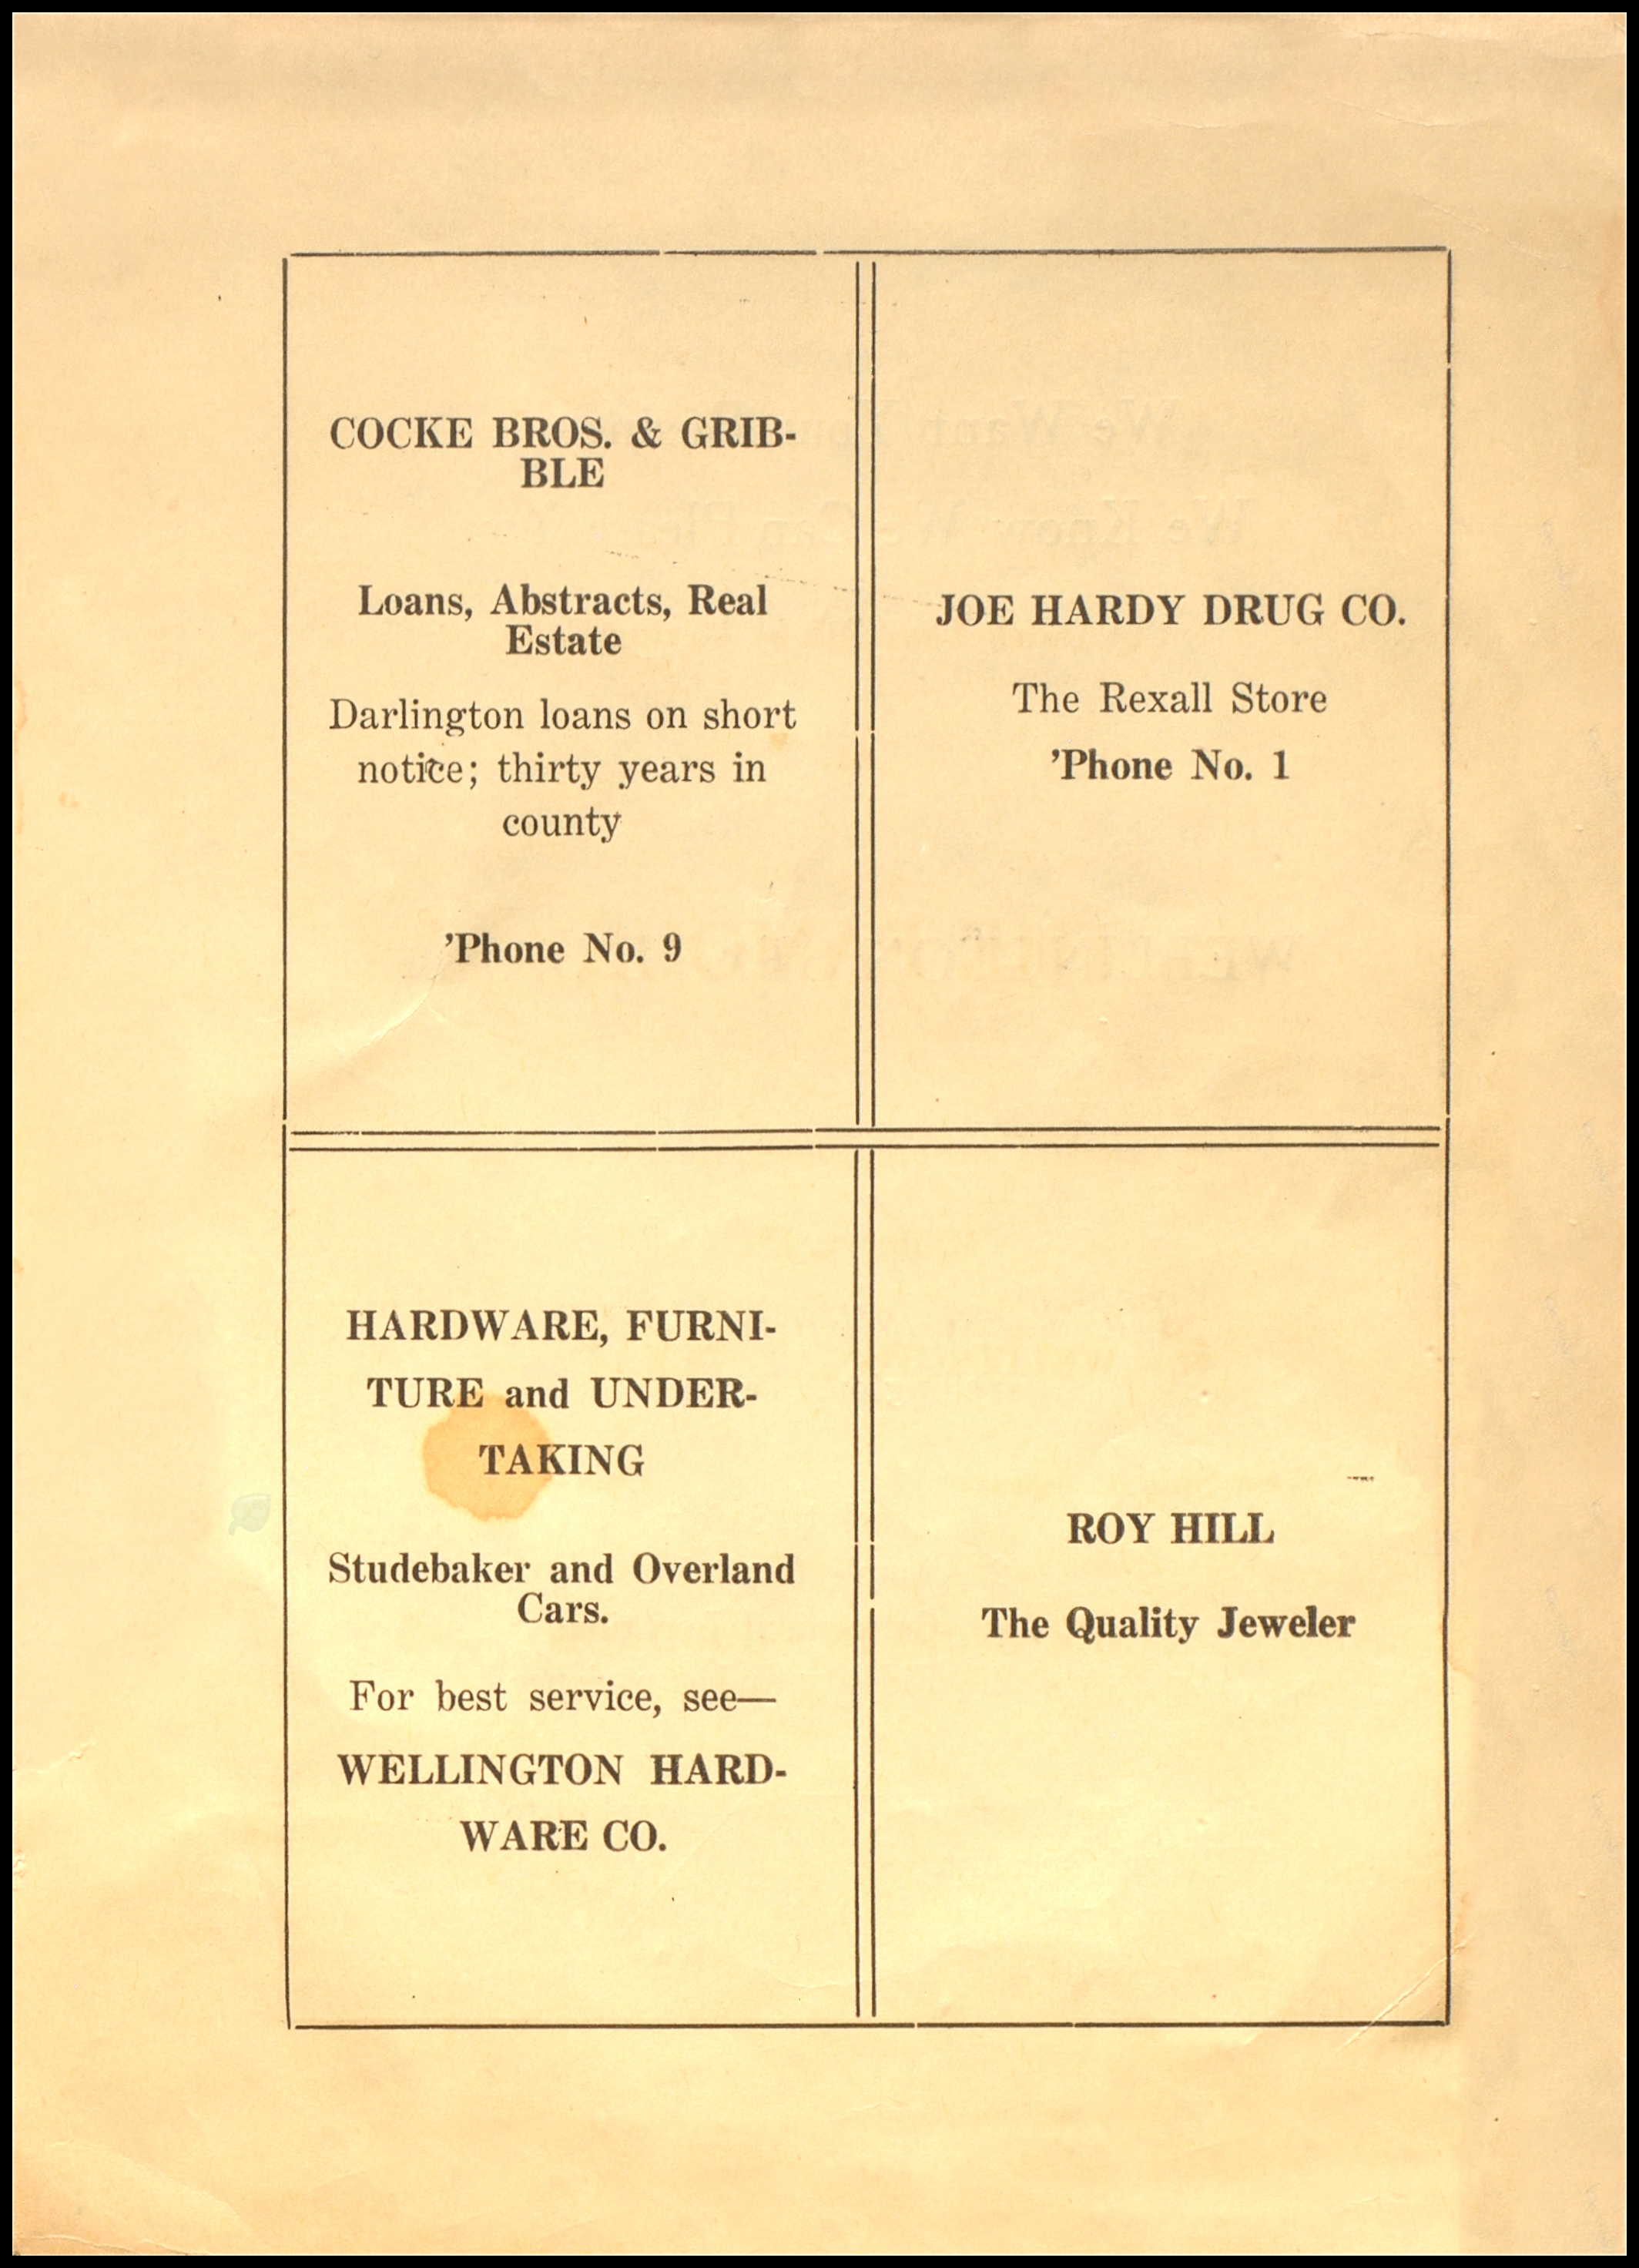 COCKE BROS. & GRIB-
BLE
Loans, Abstracts, Real
Estate
Darlington loans on short
notice; thirty years in
county
'Phone No. 9
JOE HARDY DRUG CO.
The Rexall Store
'Phone No. 1
HARDWARE, FURNI-
TURE and UNDER-
TAKING
Studebaker and Overland
Cars.
For best service, see—
WELLINGTON HARD-
WARE CO.
ROY HILL
The Quality Jeweler